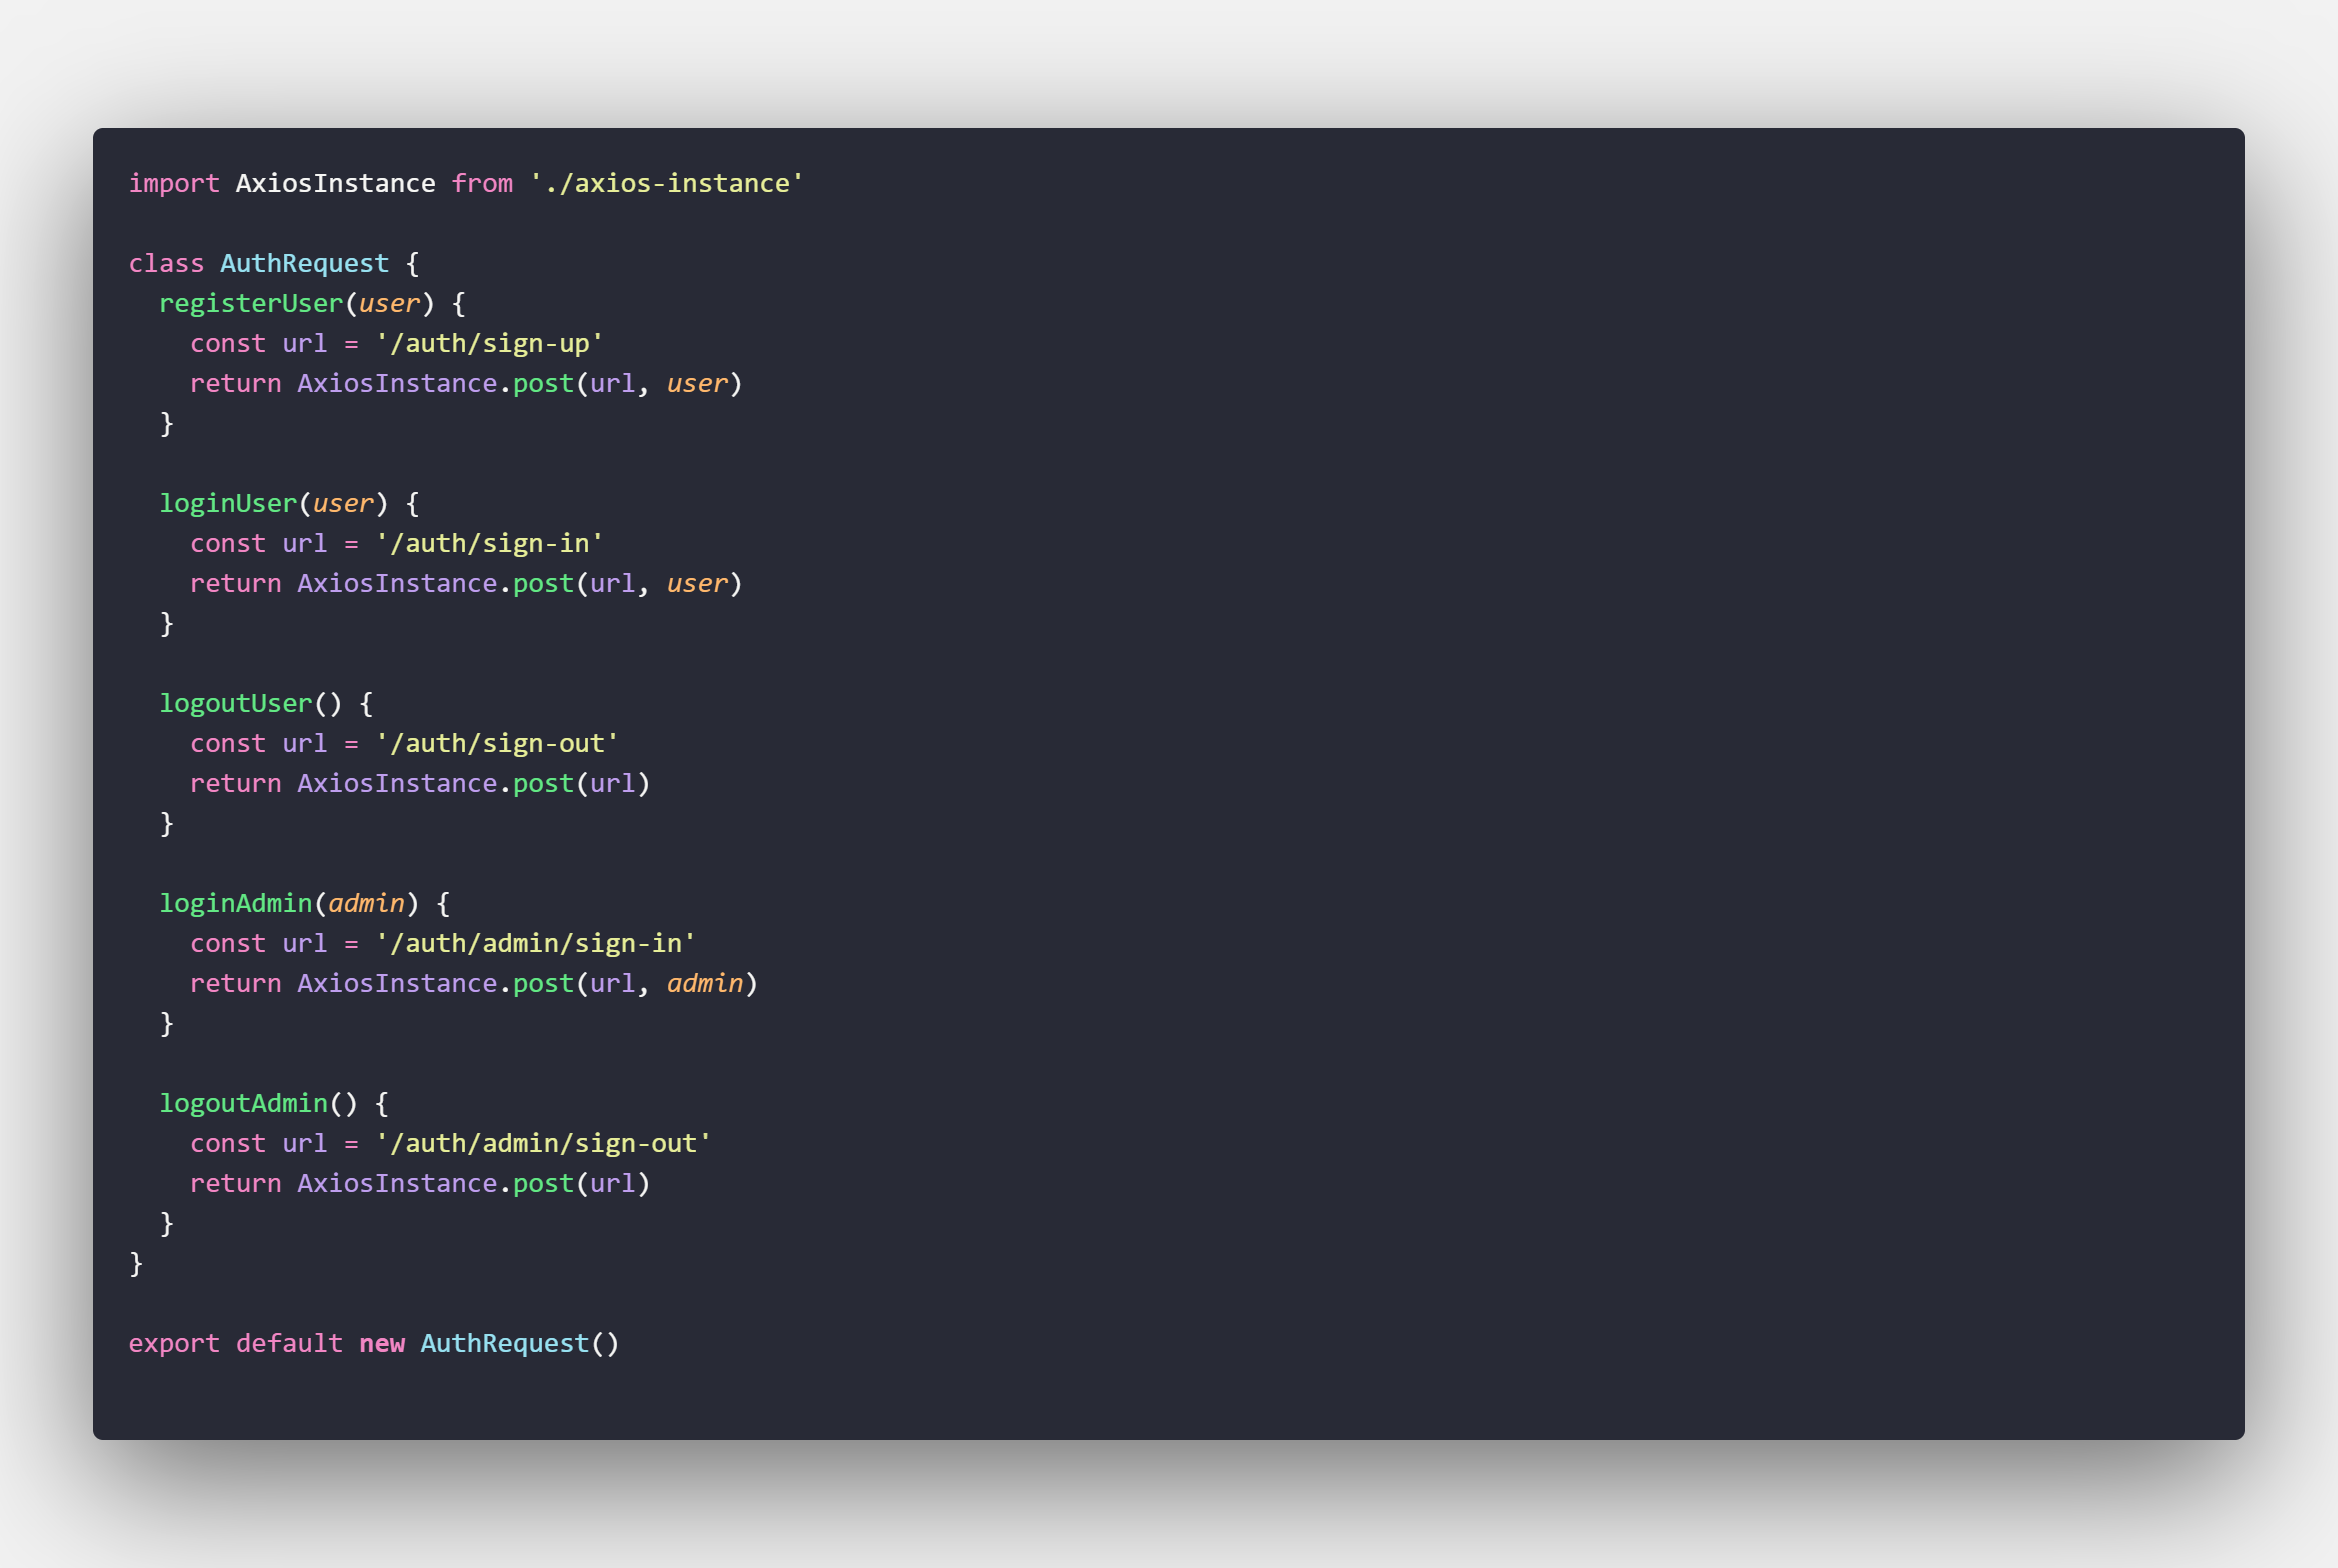 import AxiosInstance from './axios-instance'

class AuthRequest {
  registerUser(user) {
    const url = '/auth/sign-up'
    return AxiosInstance.post(url, user)
  }

  loginUser(user) {
    const url = '/auth/sign-in'
    return AxiosInstance.post(url, user)
  }

  logoutUser() {
    const url = '/auth/sign-out'
    return AxiosInstance.post(url)
  }

  loginAdmin(admin) {
    const url = '/auth/admin/sign-in'
    return AxiosInstance.post(url, admin)
  }

  logoutAdmin() {
    const url = '/auth/admin/sign-out'
    return AxiosInstance.post(url)
  }
}

export default new AuthRequest()